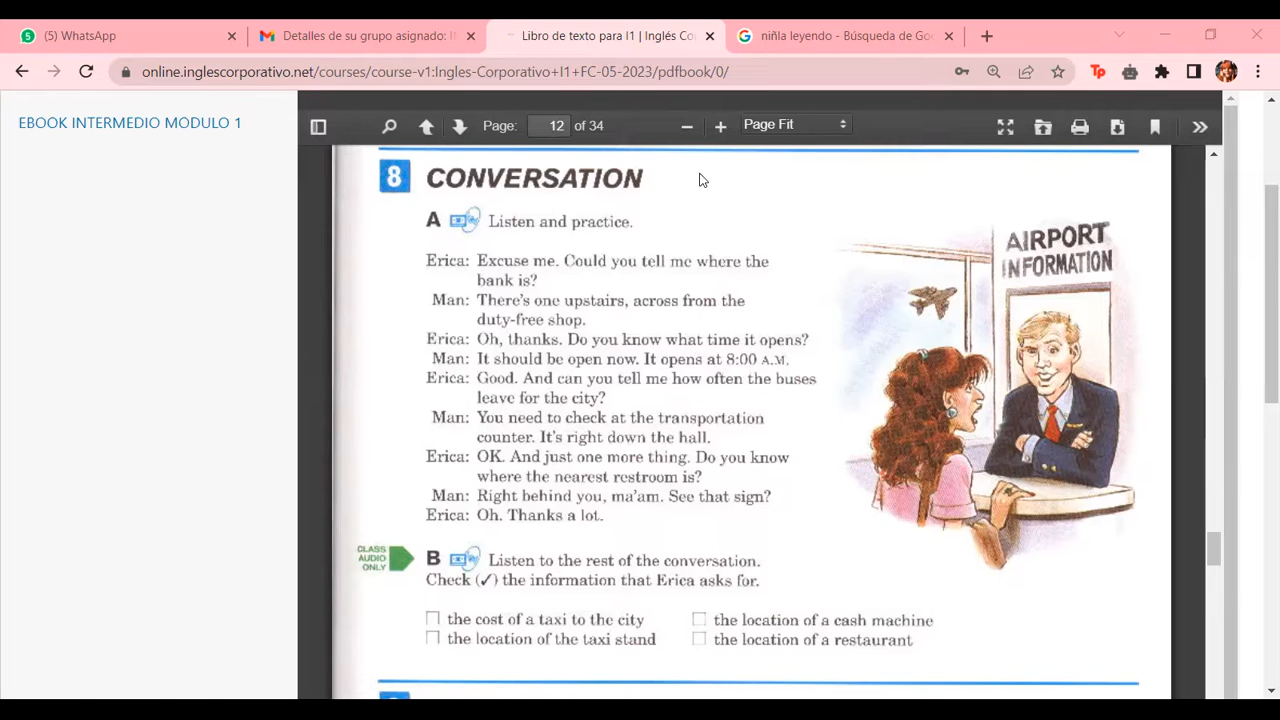 (5) WhatsApp
Detalles de su grupo asignado: I
Libro de texto para I1 | Inglés Co
niñla leyendo - Búsqueda de Goo
online.inglescorporativo.net/courses/course-v1:Ingles-Corporativo+I1+FC-05-2023/pdfbook/0/
EBOOK INTERMEDIO MODULO 1
Page: 12 of 34
Page Fit
8 CONVERSATION
A Listen and practice.
Erica: Excuse me. Could you tell me where the
bank is?
Man: There's one upstairs, across from the
duty-free shop.
Erica: Oh, thanks. Do you know what time it opens?
Man: It should be open now. It opens at 8:00 A.M.
Erica: Good. And can you tell me how often the buses
leave for the city?
Man: You need to check at the transportation
counter. It's right down the hall.
Erica: OK. And just one more thing. Do you know
where the nearest restroom is?
Man: Right behind you, ma'am. See that sign?
Erica: Oh. Thanks a lot.
AIRPORT
INFORMATION
CLASS
AUDIO
ONLY
B Listen to the rest of the conversation.
Check (✓) the information that Erica asks for.
the cost of a taxi to the city
the location of the taxi stand
the location of a cash machine
the location of a restaurant